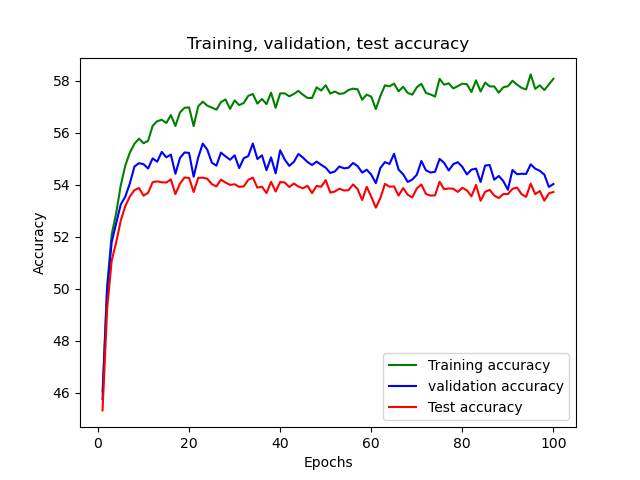 Training, validation, test accuracy
58
56
54
52
50
48
46
Accuracy
Training accuracy
validation accuracy
Test accuracy
0 20 40 60 80 100
Epochs